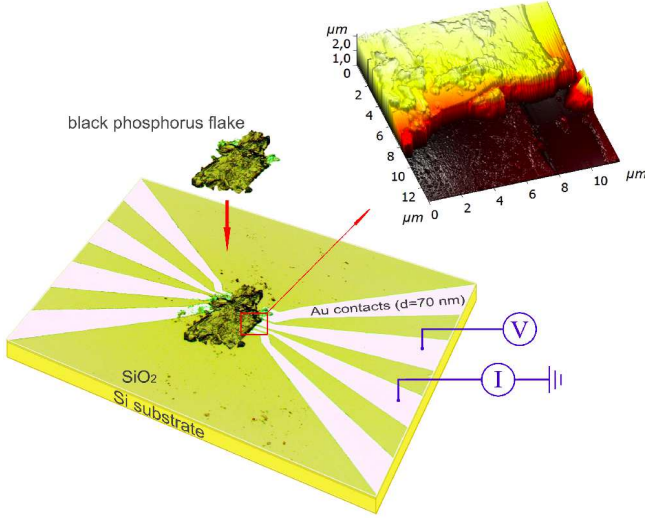 µm
2,0
1,0
0
2
4
6
8
10
12
µm
0
2
4
6
8
10
µm
black phosphorus flake
Au contacts (d=70 nm)
V
I
SiO₂
Si substrate